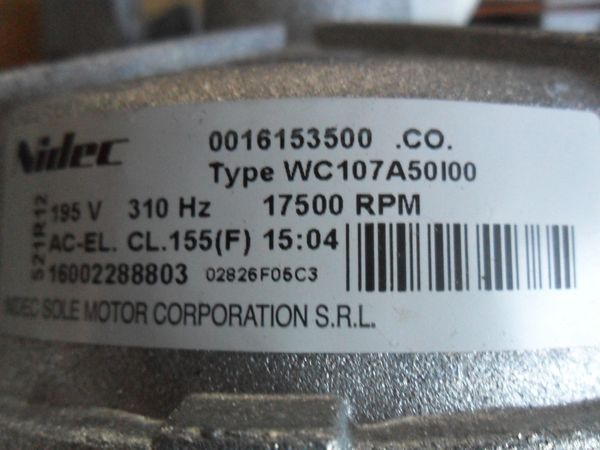 Nidec
0016153500 .CO.
Type WC107A50I00
195 V 310 Hz 17500 RPM
AC-EL. CL.155(F) 15:04
16002288803 02826F05C3
521R12
NIDEC SOLE MOTOR CORPORATION S.R.L.